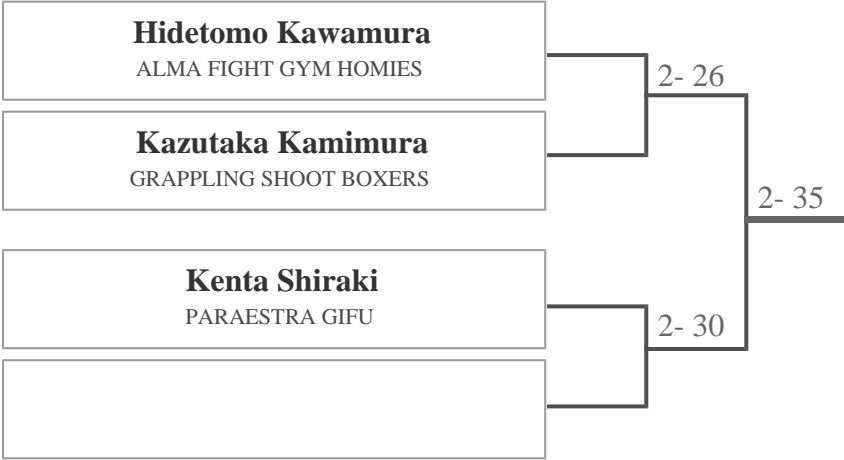 Hidetomo Kawamura
ALMA FIGHT GYM HOMIES
2- 26
Kazutaka Kamimura
GRAPPLING SHOOT BOXERS
2- 35
Kenta Shiraki
PARAESTRA GIFU
2- 30